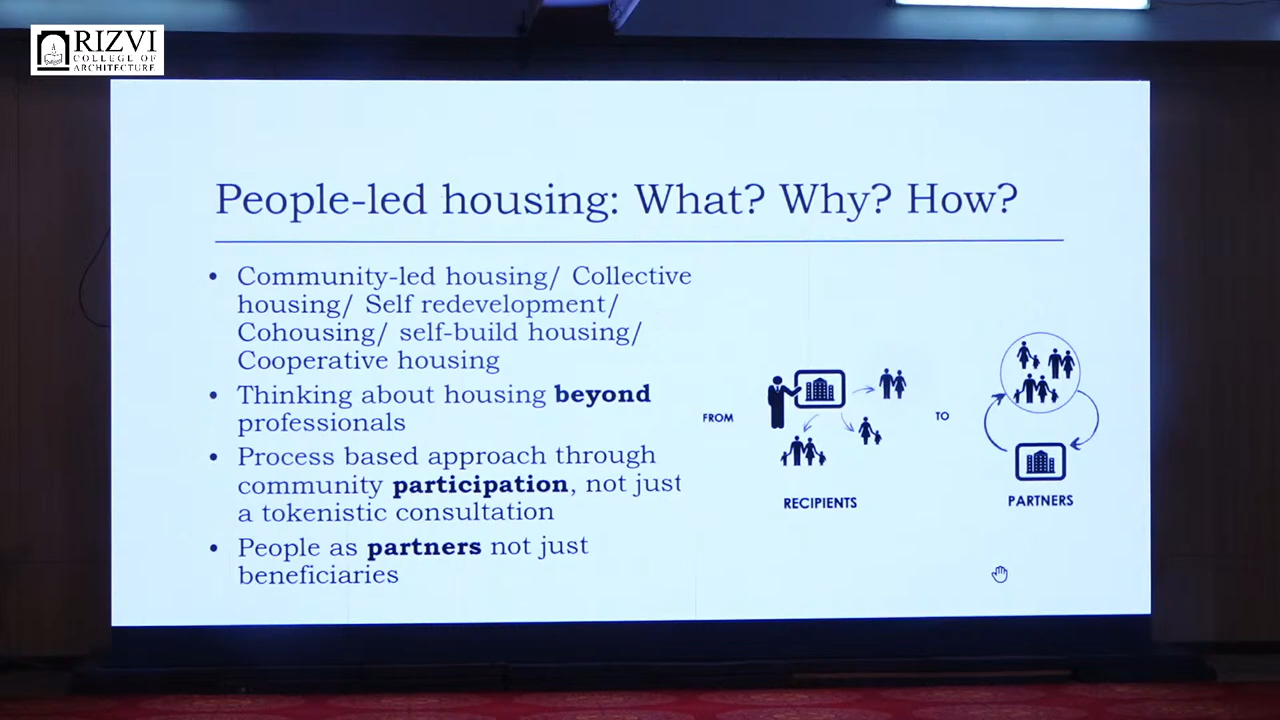 RIZVI
COLLEGE OF
ARCHITECTURE
People-led housing: What? Why? How?
• Community-led housing/ Collective
housing/ Self redevelopment/
Cohousing/ self-build housing/
Cooperative housing
• Thinking about housing beyond
professionals
• Process based approach through
community participation, not just
a tokenistic consultation
• People as partners not just
beneficiaries
FROM
RECIPIENTS
TO
PARTNERS